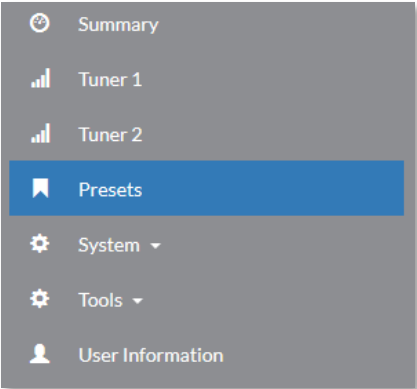 Summary
Tuner 1
Tuner 2
Presets
System
Tools
User Information